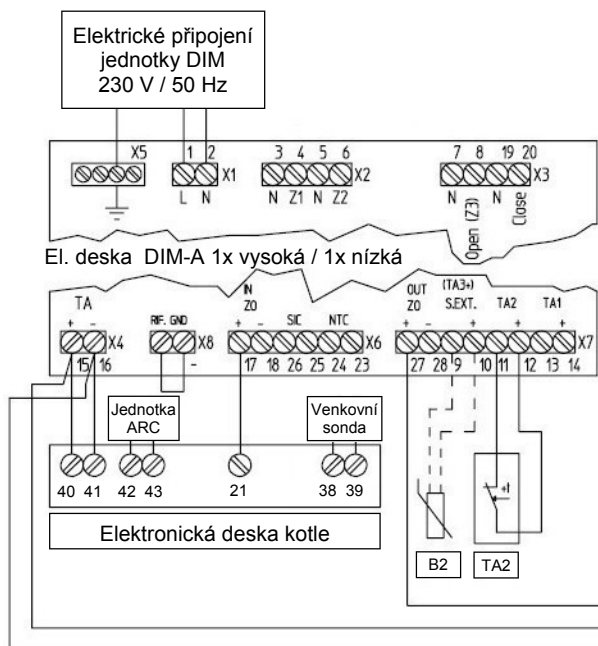 Elektrické připojení
jednotky DIM
230 V / 50 Hz
X5
1 2
X1
L N
3 4 5 6
X2
N Z1 N Z2
7 8 19 20
X3
N Open (Z3) N Close
El. deska DIM-A 1x vysoká / 1x nízká
TA
+ -
X4
15 16
RIF. GND
X8
-
IN
Z0
+ -
SIC NTC
X6
17 18 26 25 24 23
OUT
Z0
+ -
(TA3+)
S.EXT.
+
TA2
+
TA1
+
X7
27 28 9 10 11 12 13 14
Jednotka
ARC
Venkovní
sonda
40 41 42 43 21 38 39
Elektronická deska kotle
+t
B2
TA2